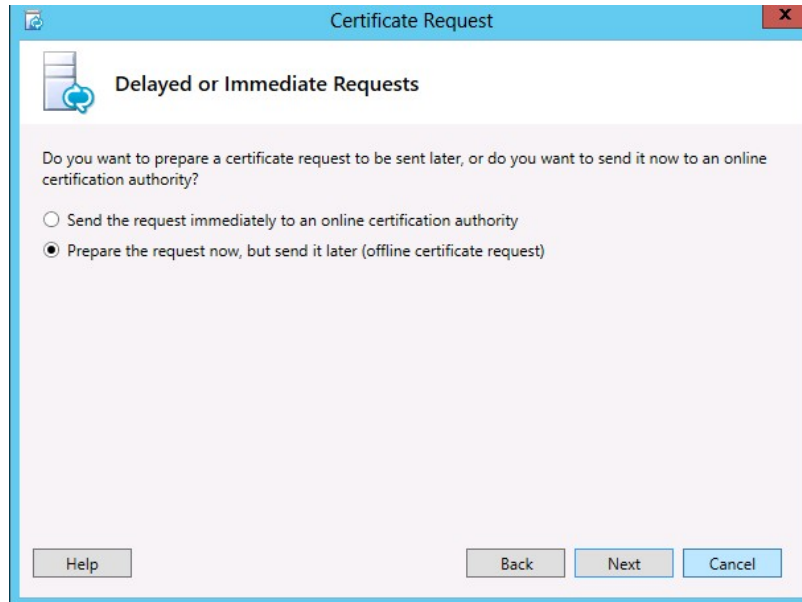 Certificate Request
x
Delayed or Immediate Requests
Do you want to prepare a certificate request to be sent later, or do you want to send it now to an online
certification authority?
Send the request immediately to an online certification authority
Prepare the request now, but send it later (offline certificate request)
Help Back Next Cancel